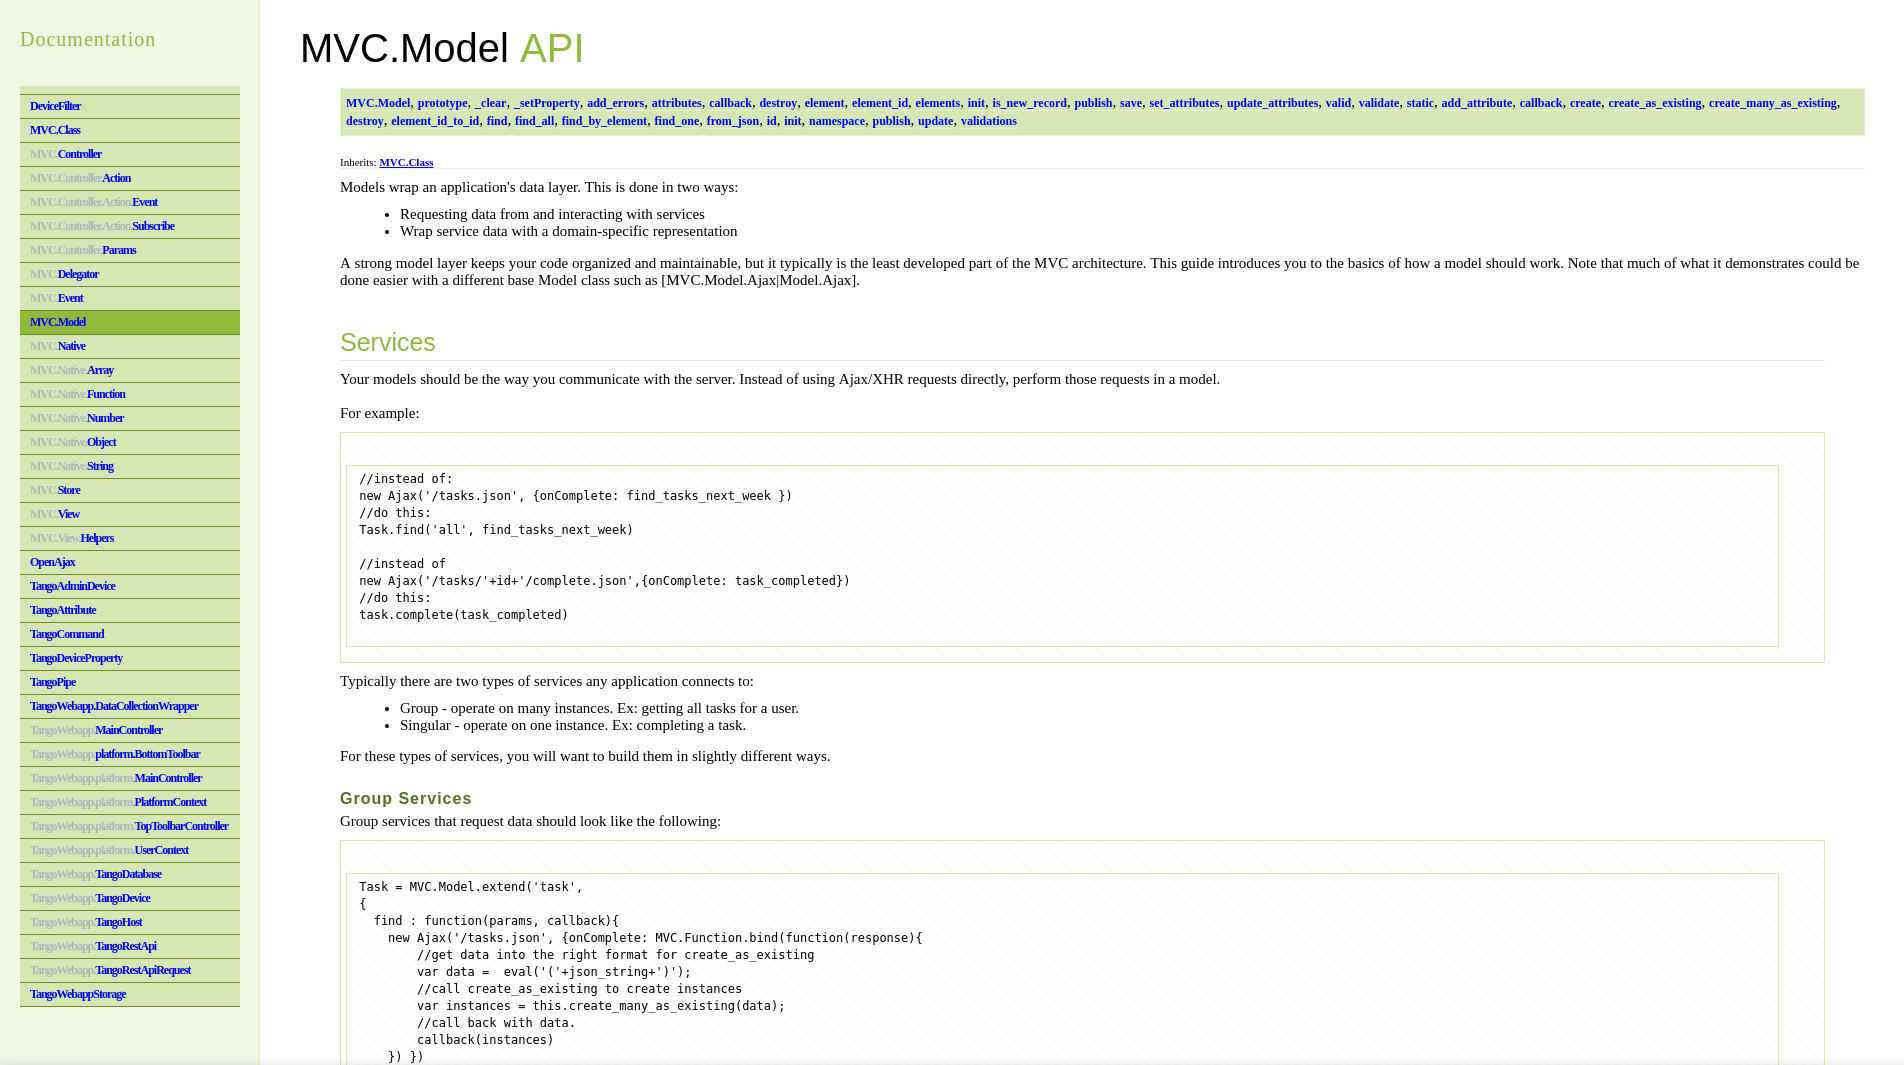 Documentation
DeviceFilter
MVC.Class
MVC.Controller
MVC.Controller.Action
MVC.Controller.Action.Event
MVC.Controller.Action.Subscribe
MVC.Controller.Params
MVC.Delegator
MVC.Event
MVC.Model
MVC.Native
MVC.Native.Array
MVC.Native.Function
MVC.Native.Number
MVC.Native.Object
MVC.Native.String
MVC.Store
MVC.View
MVC.View.Helpers
OpenAjax
TangoAdminDevice
TangoAttribute
TangoCommand
TangoDeviceProperty
TangoPipe
TangoWebapp.DataCollectionWrapper
TangoWebapp.MainController
TangoWebapp.platform.BottomToolbar
TangoWebapp.platform.MainController
TangoWebapp.platform.PlatformContext
TangoWebapp.platform.TopToolbarController
TangoWebapp.platform.UserContext
TangoWebapp.TangoDatabase
TangoWebapp.TangoDevice
TangoWebapp.TangoHost
TangoWebapp.TangoRestApi
TangoWebapp.TangoRestApiRequest
TangoWebappStorage
MVC.Model API
MVC.Model, prototype, _clear, _setProperty, add_errors, attributes, callback, destroy, element, element_id, elements, init, is_new_record, publish, save, set_attributes, update_attributes, valid, validate, static, add_attribute, callback, create, create_as_existing, create_many_as_existing,
destroy, element_id_to_id, find, find_all, find_by_element, find_one, from_json, id, init, namespace, publish, update, validations
Inherits: MVC.Class
Models wrap an application's data layer. This is done in two ways:
• Requesting data from and interacting with services
• Wrap service data with a domain-specific representation
A strong model layer keeps your code organized and maintainable, but it typically is the least developed part of the MVC architecture. This guide introduces you to the basics of how a model should work. Note that much of what it demonstrates could be
done easier with a different base Model class such as [MVC.Model.Ajax|Model.Ajax].
Services
Your models should be the way you communicate with the server. Instead of using Ajax/XHR requests directly, perform those requests in a model.
For example:
//instead of:
new Ajax('/tasks.json', {onComplete: find_tasks_next_week })
//do this:
Task.find('all', find_tasks_next_week)
//instead of
new Ajax('/tasks/'+id+'/complete.json',{onComplete: task_completed})
//do this:
task.complete(task_completed)
Typically there are two types of services any application connects to:
• Group - operate on many instances. Ex: getting all tasks for a user.
• Singular - operate on one instance. Ex: completing a task.
For these types of services, you will want to build them in slightly different ways.
Group Services
Group services that request data should look like the following:
Task = MVC.Model.extend('task',
{
find : function(params, callback){
new Ajax('/tasks.json', {onComplete: MVC.Function.bind(function(response){
//get data into the right format for create_as_existing
var data =  eval('('+json_string+')');
//call create_as_existing to create instances
var instances = this.create_many_as_existing(data);
//call back with data.
callback(instances)
}) })